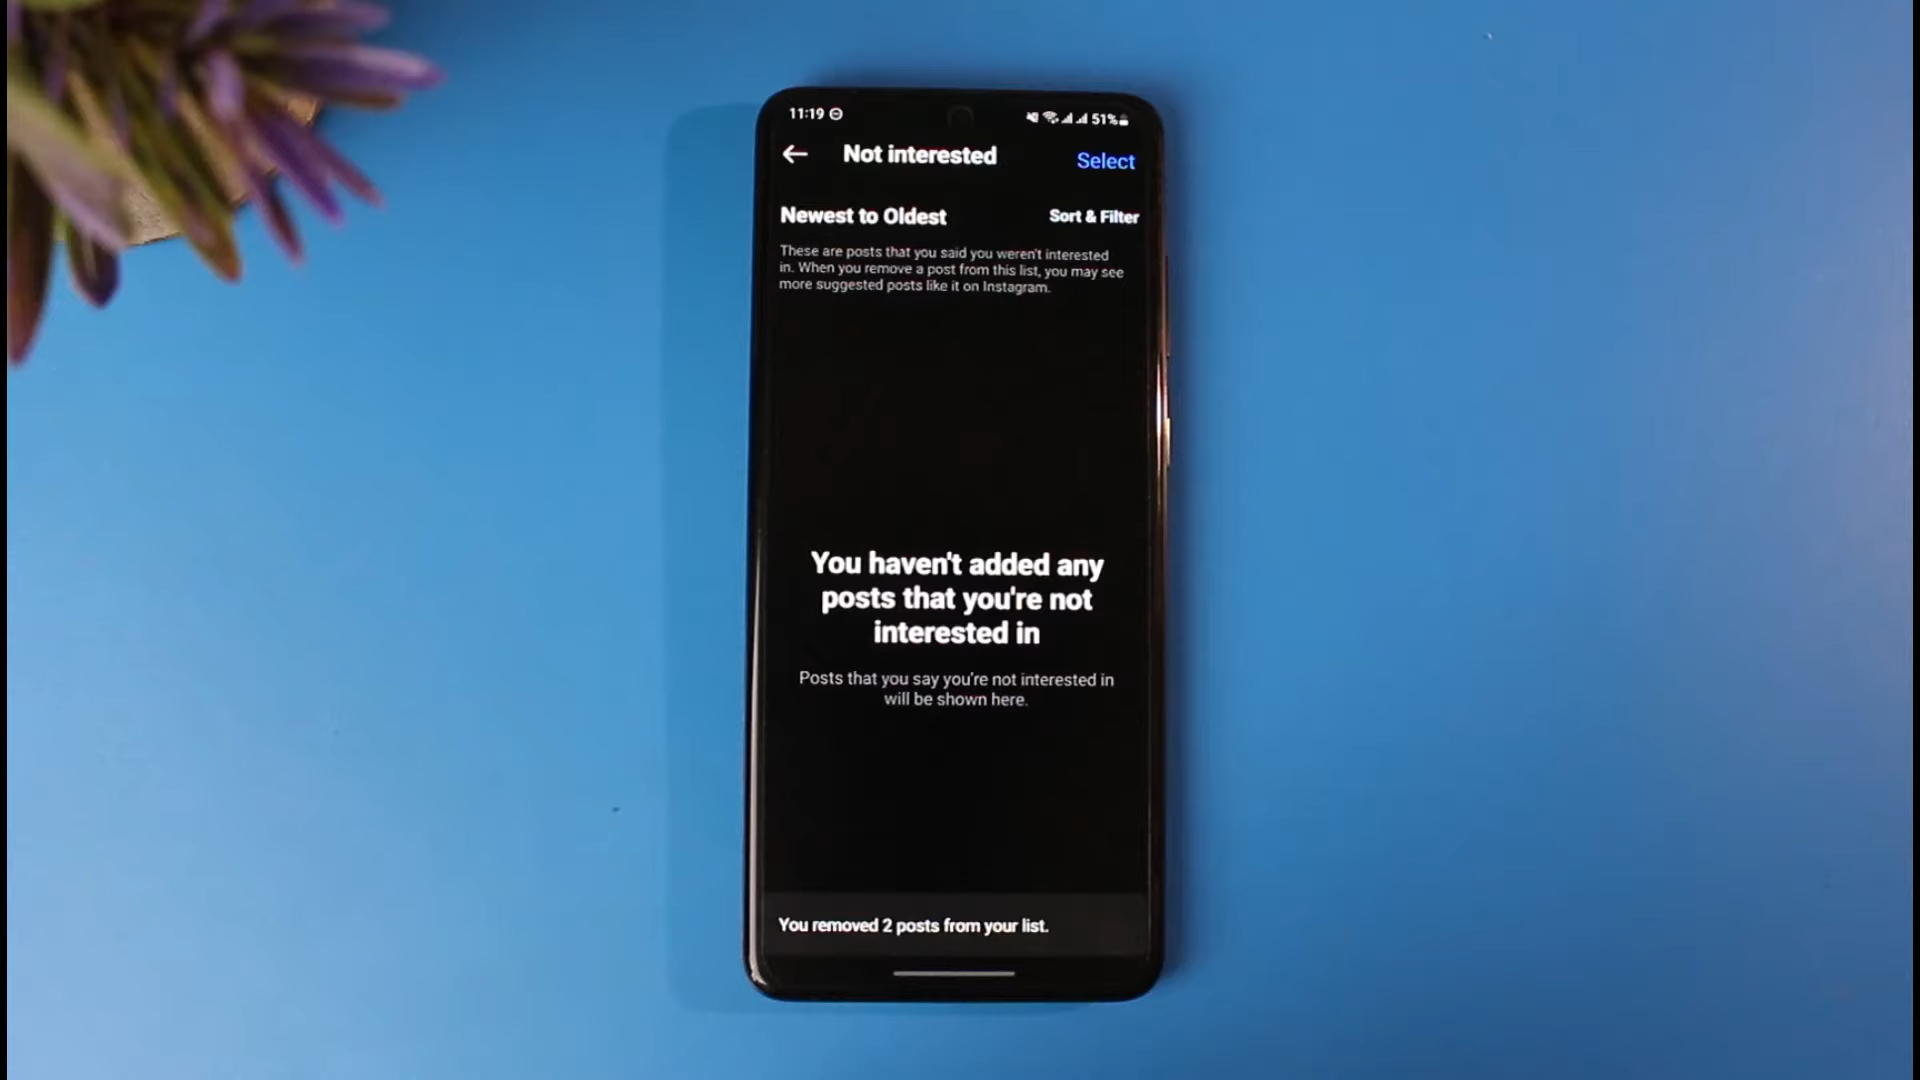 11:19
51%
Not interested
Select
Newest to Oldest
Sort & Filter
These are posts that you said you weren't interested
in. When you remove a post from this list, you may see
more suggested posts like it on Instagram.
You haven't added any
posts that you're not
interested in
Posts that you say you're not interested in
will be shown here.
You removed 2 posts from your list.